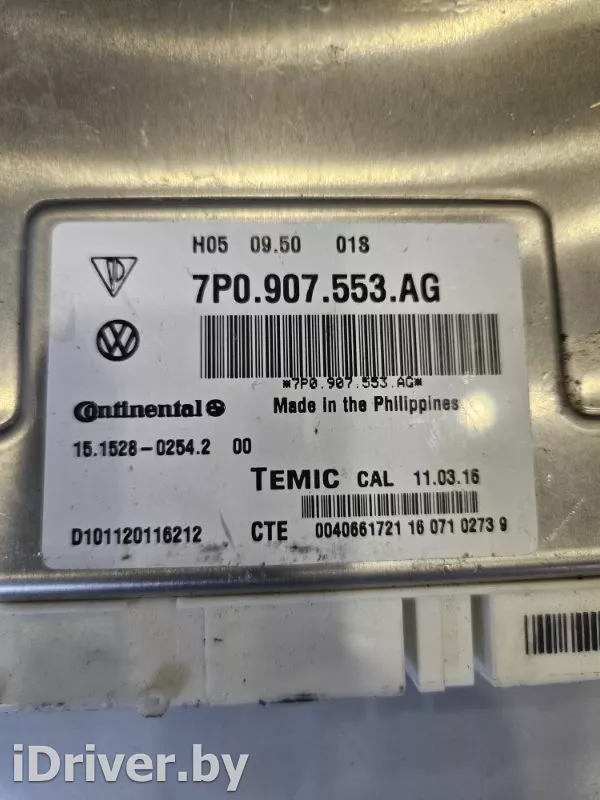 H05 09.50 01S
7P0.907.553.AG
*7P0.907.553.AG*
Continental
Made in the Philippines
15.1528-0254.2 00
TEMIC CAL 11.03.16
D101120116212
CTE 0040661721 16 071 0273 9
iDriver.by